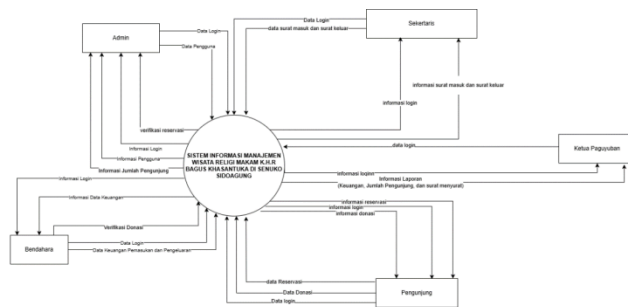 Data Login
data surat masuk dan surat keluar
Sekertaris
Admin
Data Login
Data Pengguna
informasi surat masuk dan surat keluar
informasi login
verifikasi reservasi
Informasi Login
Informasi Pengguna
Informasi Jumlah Pengunjung
SISTEM INFORMASI MANAJEMEN
WISATA RELIGI MAKAM K.H.R
BAGUS KHASANTUKA DI SENUKO
SIDOAGUNG
data login
Ketua Paguyuban
informasi login
Informasi Laporan
(Keuangan, Jumlah Pengunjung, dan surat menyurat)
Informasi Login
Informasi Data Keuangan
informasi reservasi
informasi login
informasi donasi
Verifikasi Donasi
Bendahara
Data Login
Data Keuangan Pemasukan dan Pengeluaran
data Reservasi
Data Donasi
Data login
Pengunjung